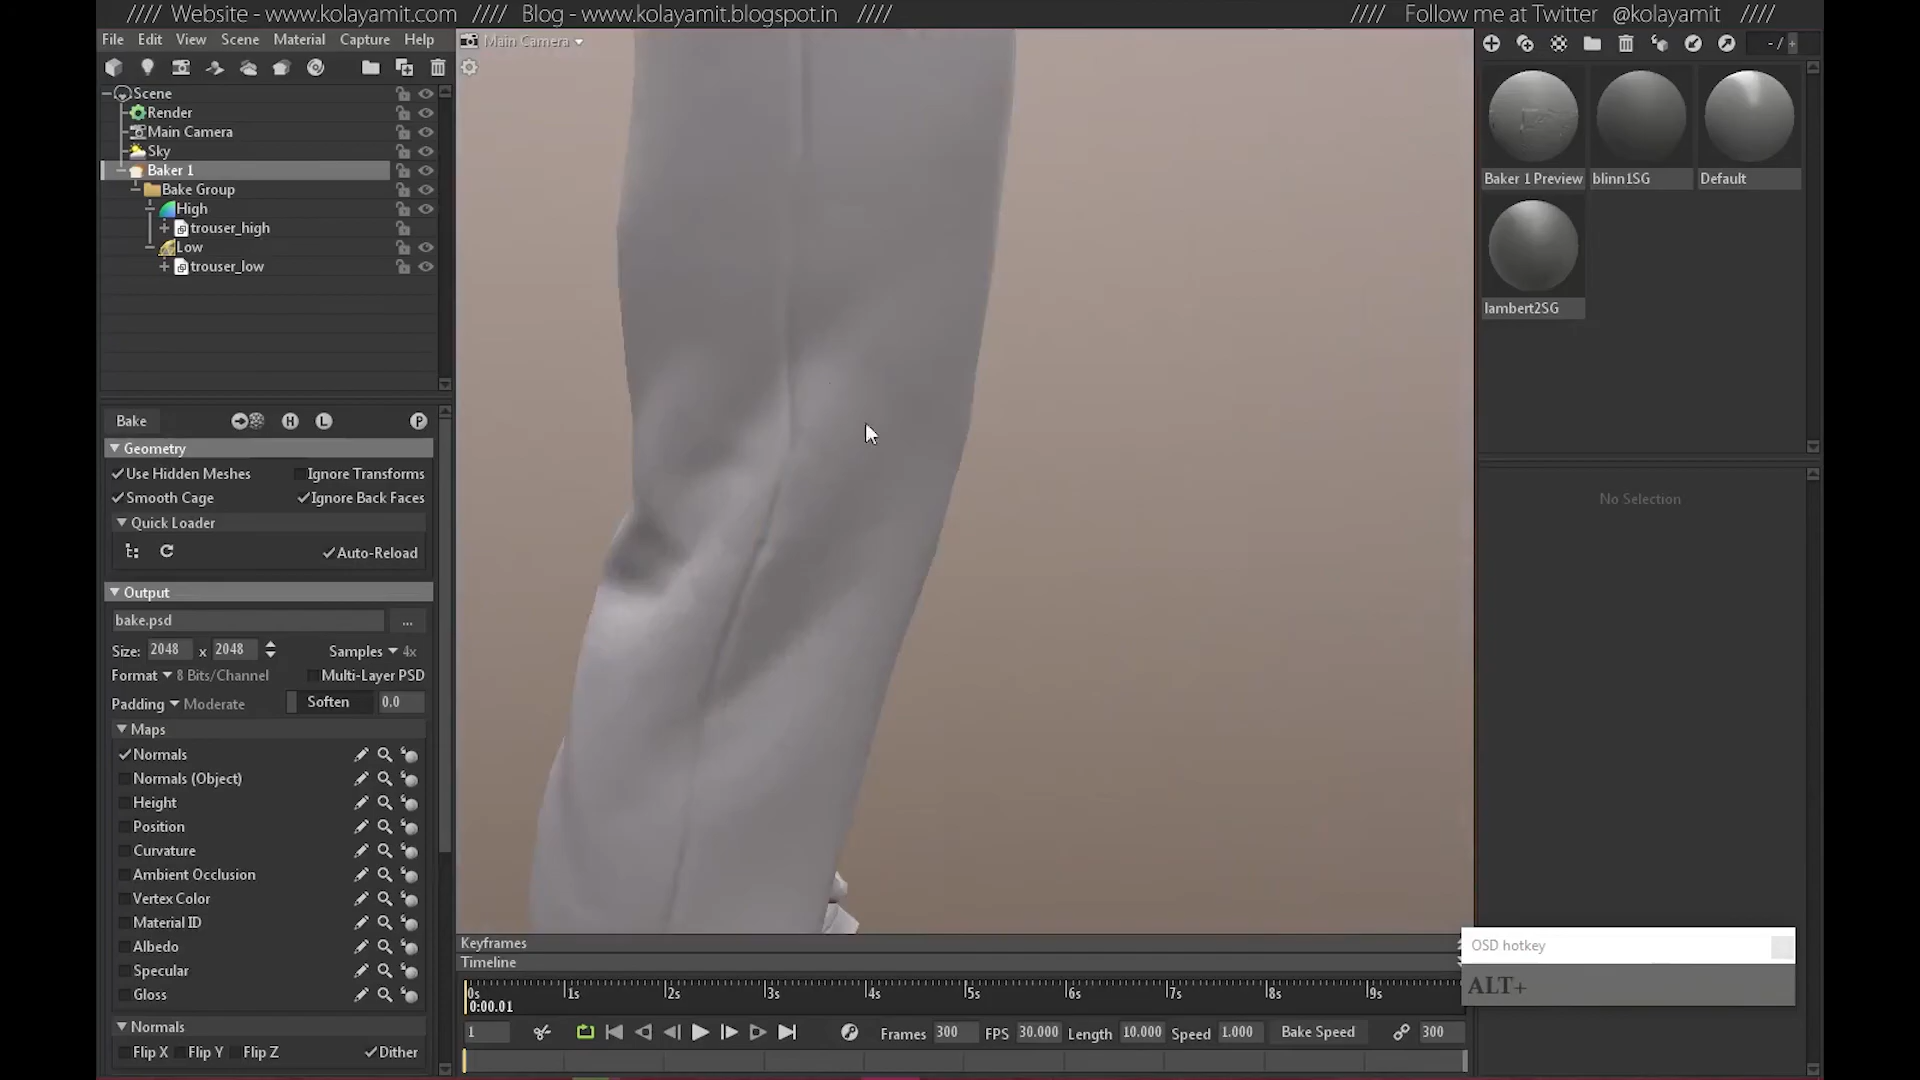 //// Website - www.kolayamit.com //// Blog - www.kolayamit.blogspot.in ////
//// Follow me at Twitter @kolayamit ////
File Edit View Scene Material Capture Help
Main Camera
- /
Scene
Render
Main Camera
Sky
Baker 1
Bake Group
High
trouser_high
Low
trouser_low
Baker 1 Preview blinn1SG Default
lambert2SG
No Selection
Bake H L P
Geometry
Use Hidden Meshes Ignore Transforms
Smooth Cage Ignore Back Faces
Quick Loader
Auto-Reload
Output
bake.psd ...
Size: 2048 x 2048 Samples 4x
Format 8 Bits/Channel Multi-Layer PSD
Padding Moderate Soften 0.0
Maps
Normals
Normals (Object)
Height
Position
Curvature
Ambient Occlusion
Vertex Color
Material ID
Albedo
Specular
Gloss
Normals
Flip X Flip Y Flip Z Dither
Keyframes
Timeline
0s 1s 2s 3s 4s 5s 6s 7s 8s 9s
0:00.01
1 Frames 300 FPS 30.000 Length 10.000 Speed 1.000 Bake Speed 300
OSD hotkey
ALT+